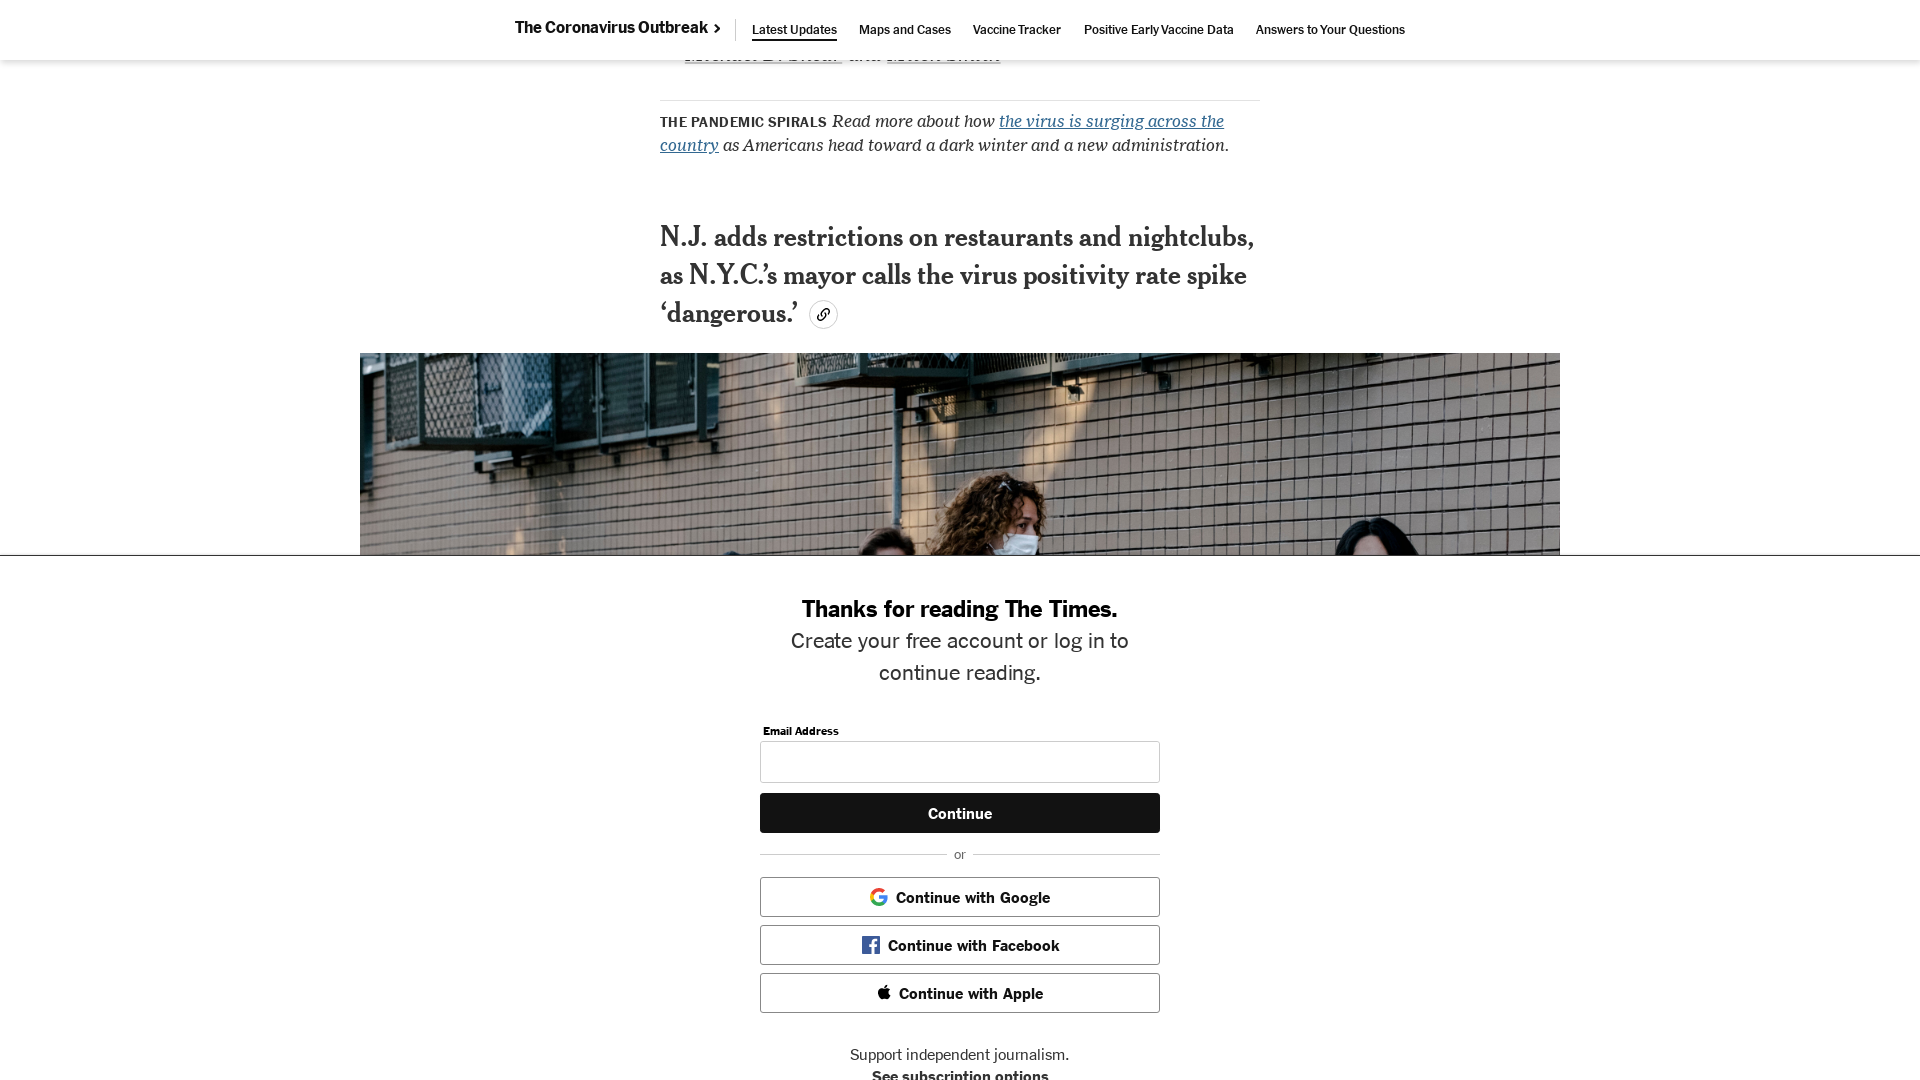 The Coronavirus Outbreak
Latest Updates
Maps and Cases
Vaccine Tracker
Positive Early Vaccine Data
Answers to Your Questions
and
THE PANDEMIC SPIRALS Read more about how the virus is surging across the
country as Americans head toward a dark winter and a new administration.
N.J. adds restrictions on restaurants and nightclubs,
as N.Y.C.’s mayor calls the virus positivity rate spike
‘dangerous.’
Thanks for reading The Times.
Create your free account or log in to
continue reading.
Email Address
Continue
or
Continue with Google
Continue with Facebook
Continue with Apple
Support independent journalism.
See subscription options